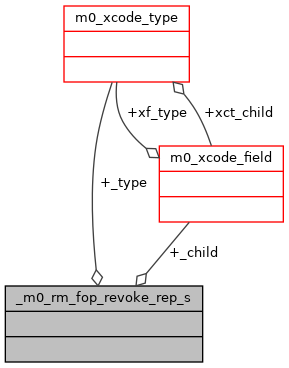 m0_xcode_type
+xf_type
+xct_child
m0_xcode_field
+_type
+_child
_m0_rm_fop_revoke_rep_s